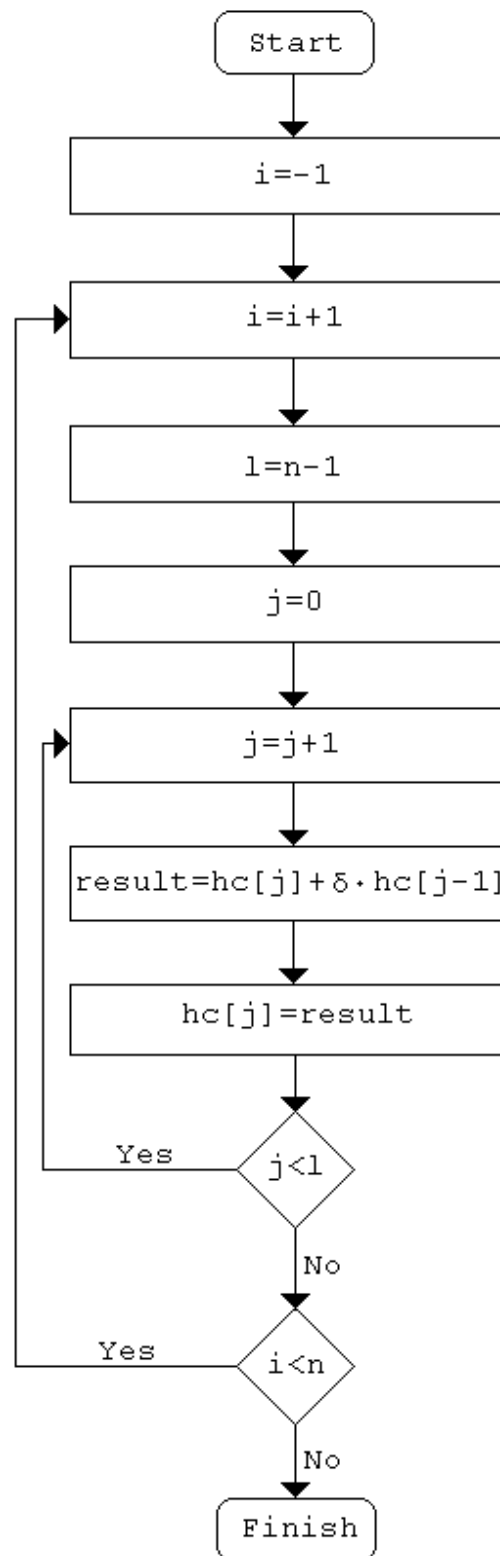 Start
i=-1
i=i+1
l=n-1
j=0
j=j+1
result=hc[j]+δ·hc[j-1]
hc[j]=result
j<l
Yes
No
i<n
Yes
No
Finish